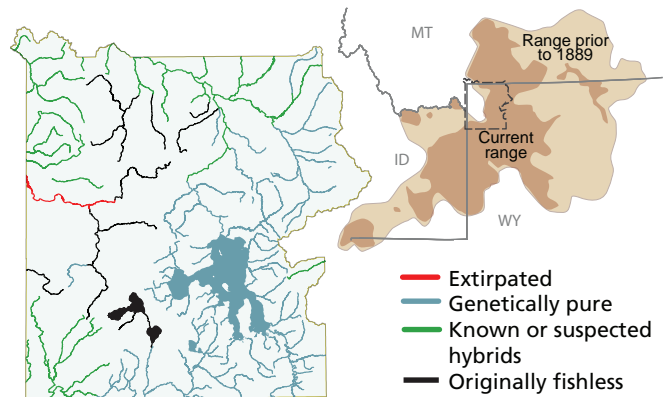 MT
Range prior
to 1889
Current
range
ID
WY
Extirpated
Genetically pure
Known or suspected
hybrids
Originally fishless